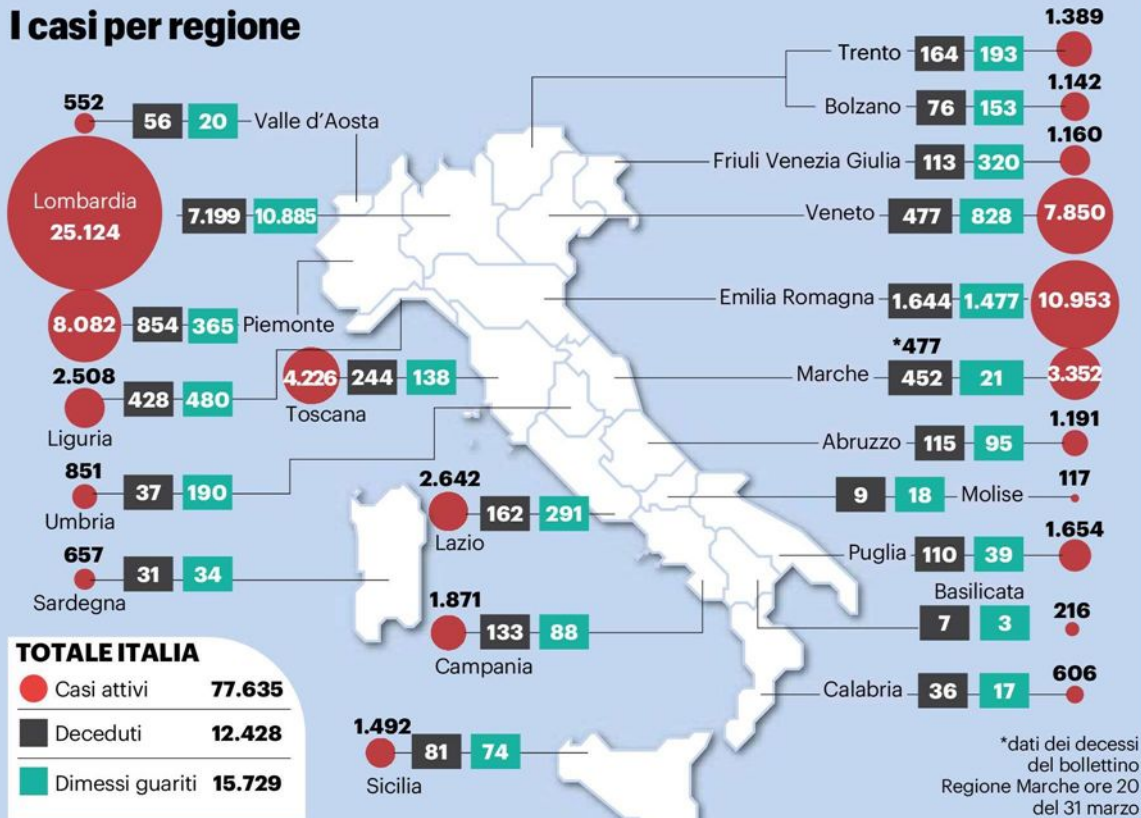 I casi per regione
552
56 20 Valle d'Aosta
Lombardia
25.124
7.199 10.885
8.082 854 365 Piemonte
2.508
428 480
Liguria
4.226 244 138
Toscana
851
37 190
Umbria
657
31 34
Sardegna
2.642
162 291
Lazio
1.871
133 88
Campania
1.492
81 74
Sicilia
1.389
Trento 164 193
1.142
Bolzano 76 153
1.160
Friuli Venezia Giulia 113 320
Veneto 477 828 7.850
Emilia Romagna 1.644 1.477 10.953
*477
Marche 452 21 3.352
1.191
Abruzzo 115 95
117
9 18 Molise
1.654
Puglia 110 39
Basilicata
216
7 3
606
Calabria 36 17
TOTALE ITALIA
Casi attivi 77.635
Deceduti 12.428
Dimessi guariti 15.729
*dati dei decessi
del bollettino
Regione Marche ore 20
del 31 marzo